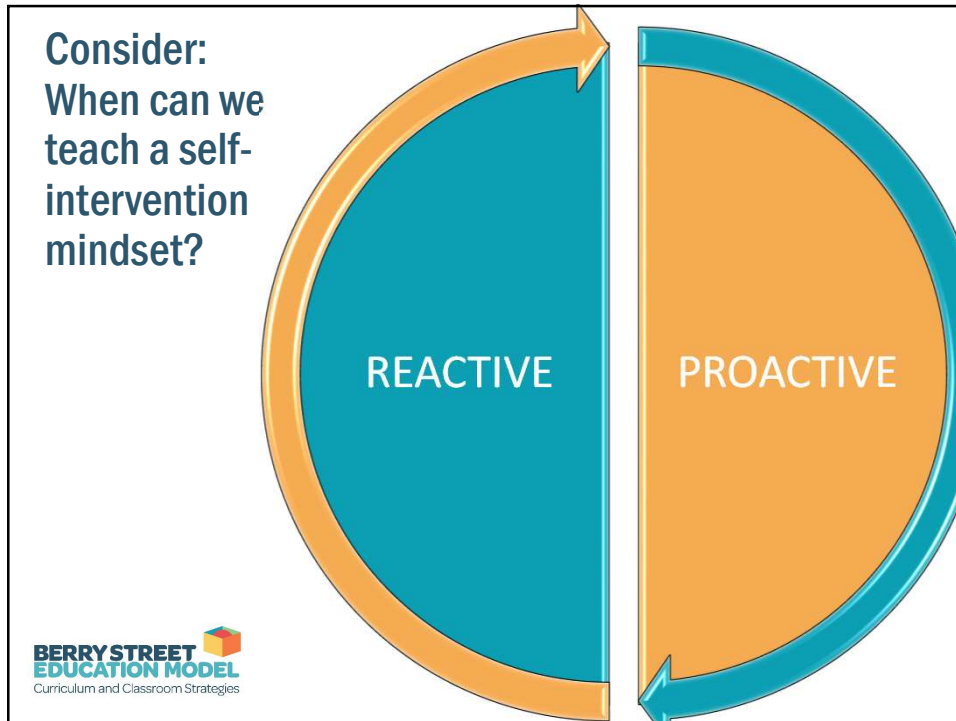 Consider:
When can we
teach a self-
intervention
mindset?
REACTIVE
PROACTIVE
BERRY STREET
EDUCATION MODEL
Curriculum and Classroom Strategies